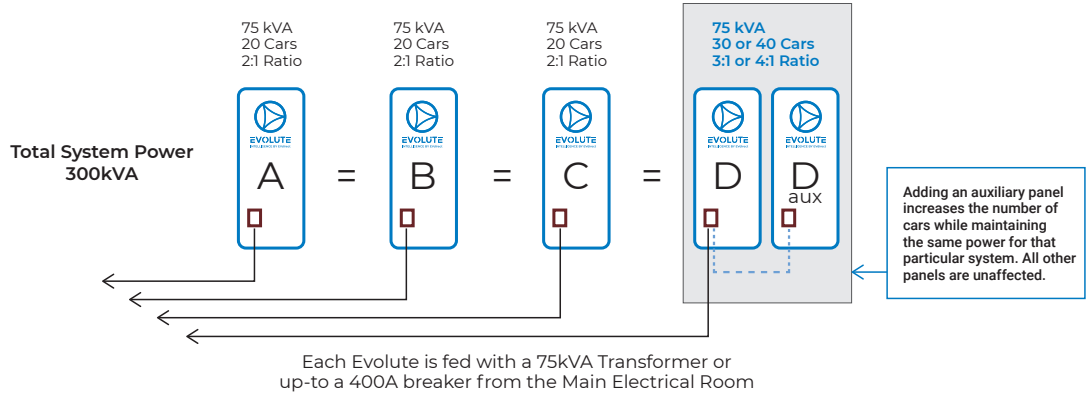 75 kVA
20 Cars
2:1 Ratio
75 kVA
20 Cars
2:1 Ratio
75 kVA
20 Cars
2:1 Ratio
75 kVA
30 or 40 Cars
3:1 or 4:1 Ratio
Total System Power
300kVA
EVOLUTE
A
=
EVOLUTE
B
=
EVOLUTE
C
=
EVOLUTE
D
EVOLUTE
D
aux
Adding an auxiliary panel
increases the number of
cars while maintaining
the same power for that
particular system. All other
panels are unaffected.
Each Evolute is fed with a 75kVA Transformer or
up-to a 400A breaker from the Main Electrical Room